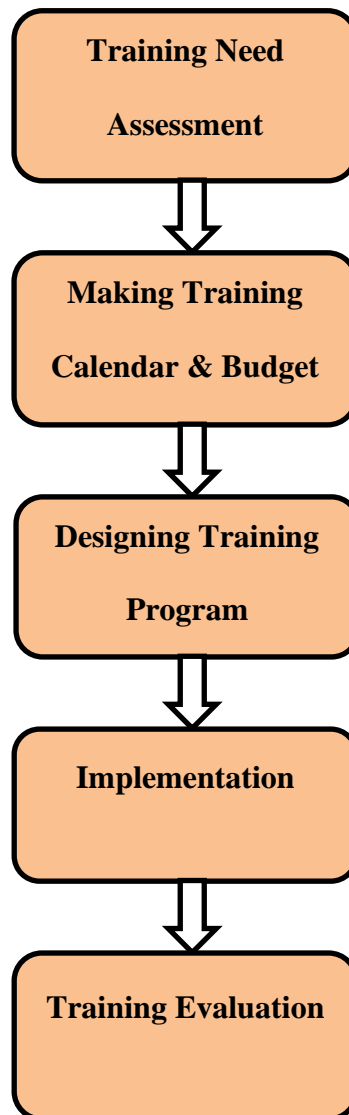 Training Need
Assessment
Making Training
Calendar & Budget
Designing Training
Program
Implementation
Training Evaluation